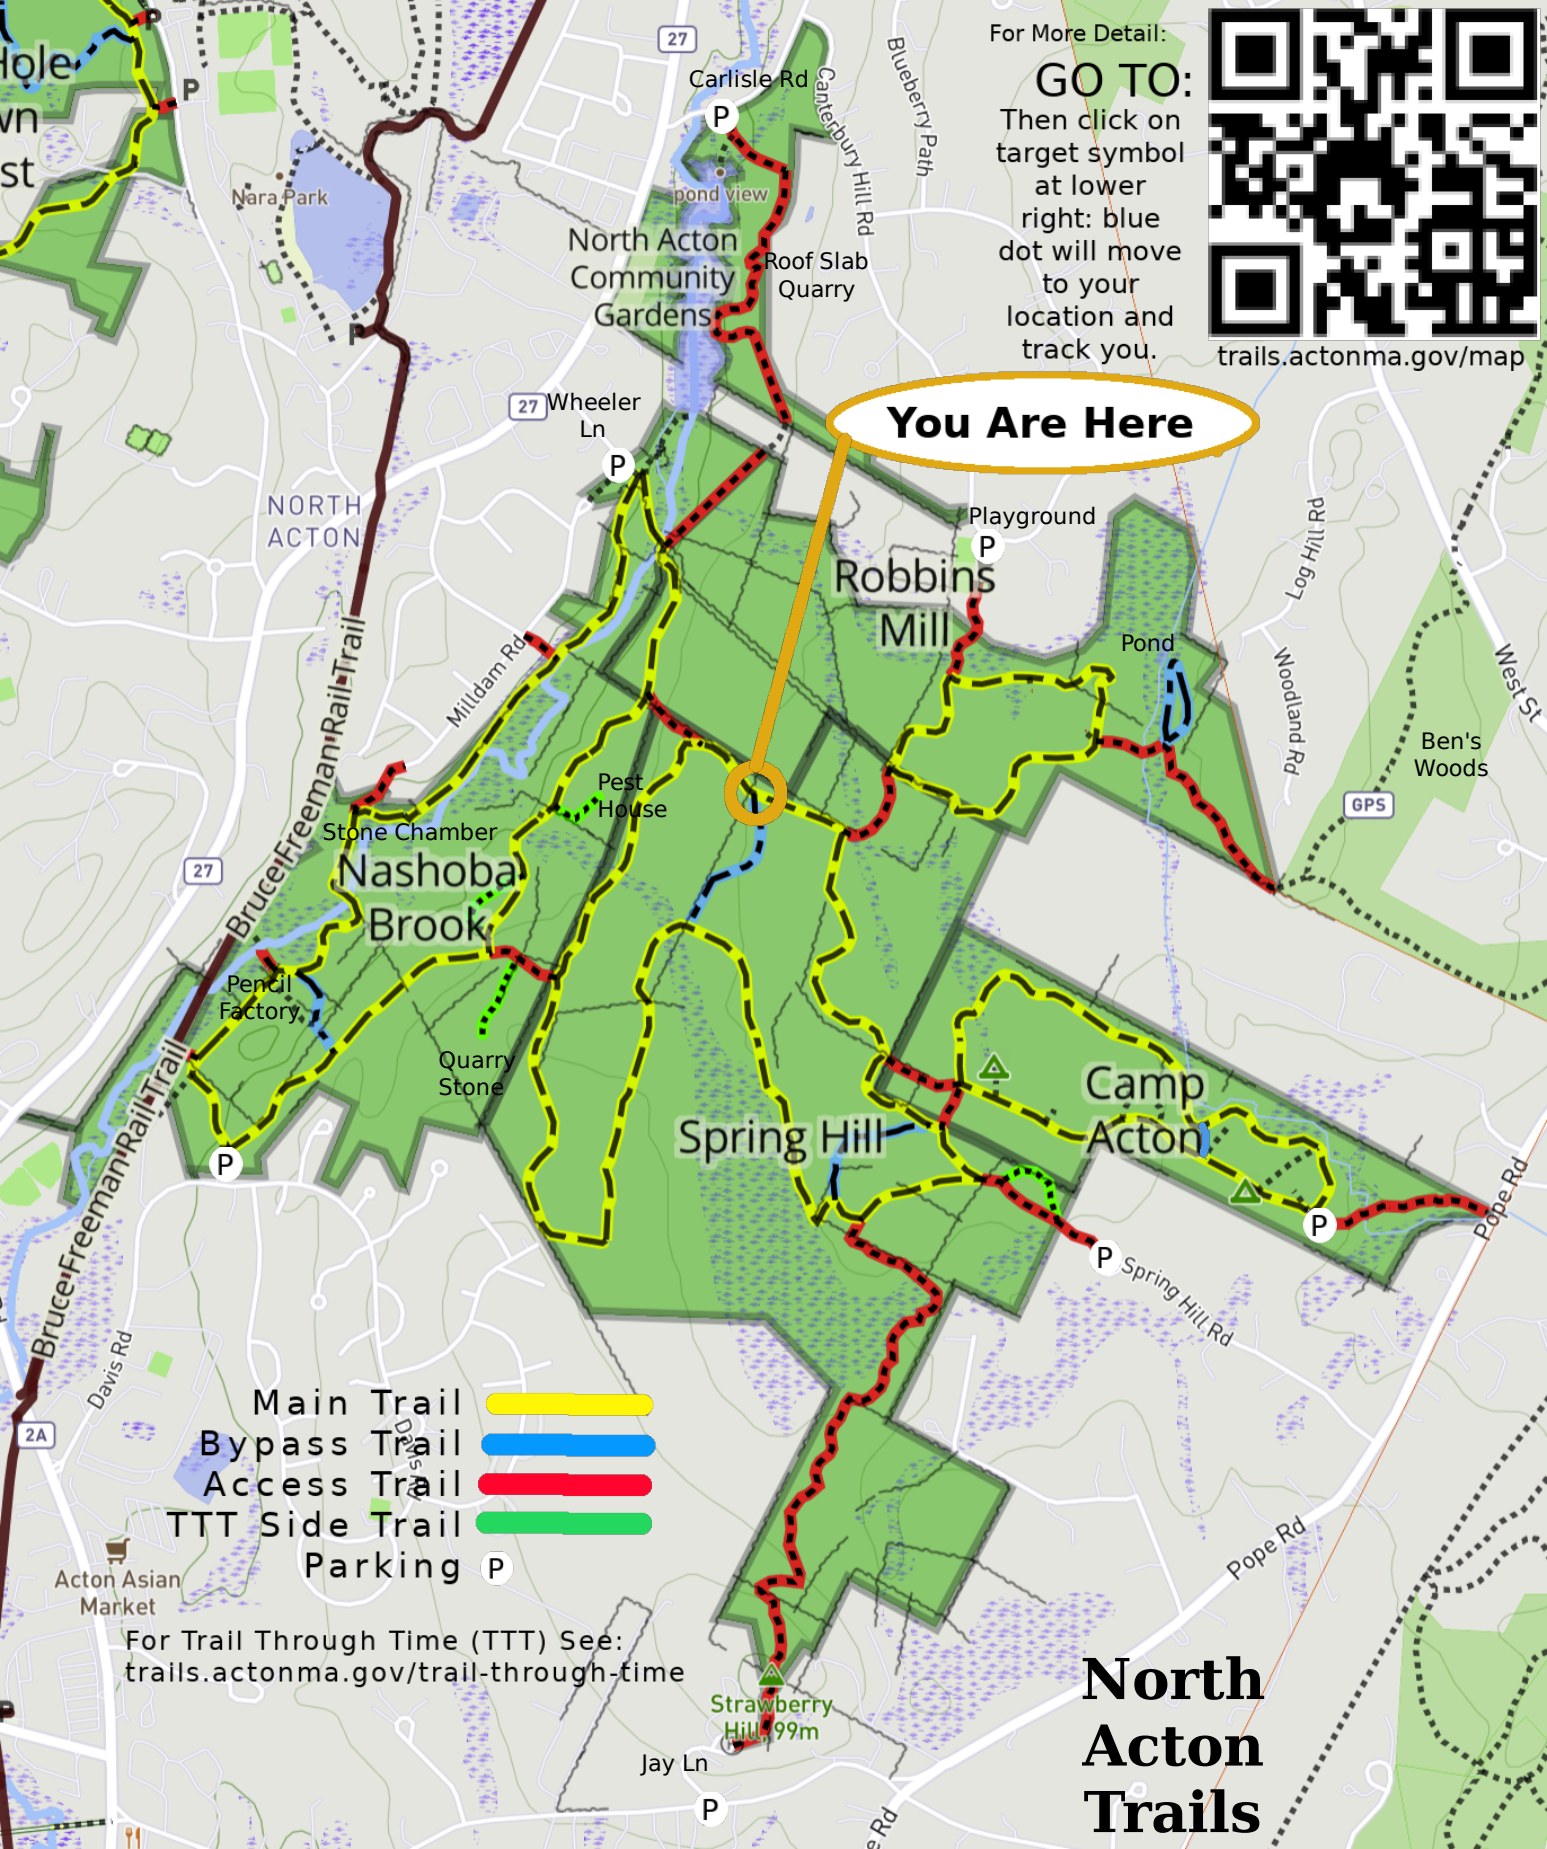 Hole
wn
st
P
P
27
Carlisle Rd
P
Canterbury Hill Rd
Blueberry Path
For More Detail:
GO TO:
Then click on
target symbol
at lower
right: blue
dot will move
to your
location and
track you.
trails.actonma.gov/map
Nara Park
pond view
North Acton
Community
Gardens
Roof Slab
Quarry
P
27
Wheeler
Ln
P
You Are Here
NORTH
ACTON
Playground
P
Robbins
Mill
Log Hill Rd
Pond
Woodland Rd
West St
Milldam Rd
Bruce Freeman Rail Trail
Ben's
Woods
GPS
Pest
House
Stone Chamber
27
Nashoba
Brook
Pencil
Factory
Quarry
Stone
Bruce Freeman Rail Trail
P
Spring Hill
Camp
Acton
P
P
Pope Rd
Spring Hill Rd
Davis Rd
2A
Davis Rd
Main Trail
Bypass Trail
Access Trail
TTT Side Trail
Parking P
Acton Asian
Market
For Trail Through Time (TTT) See:
trails.actonma.gov/trail-through-time
Pope Rd
P
Strawberry
Hill, 99m
Jay Ln
P
e Rd
North
Acton
Trails